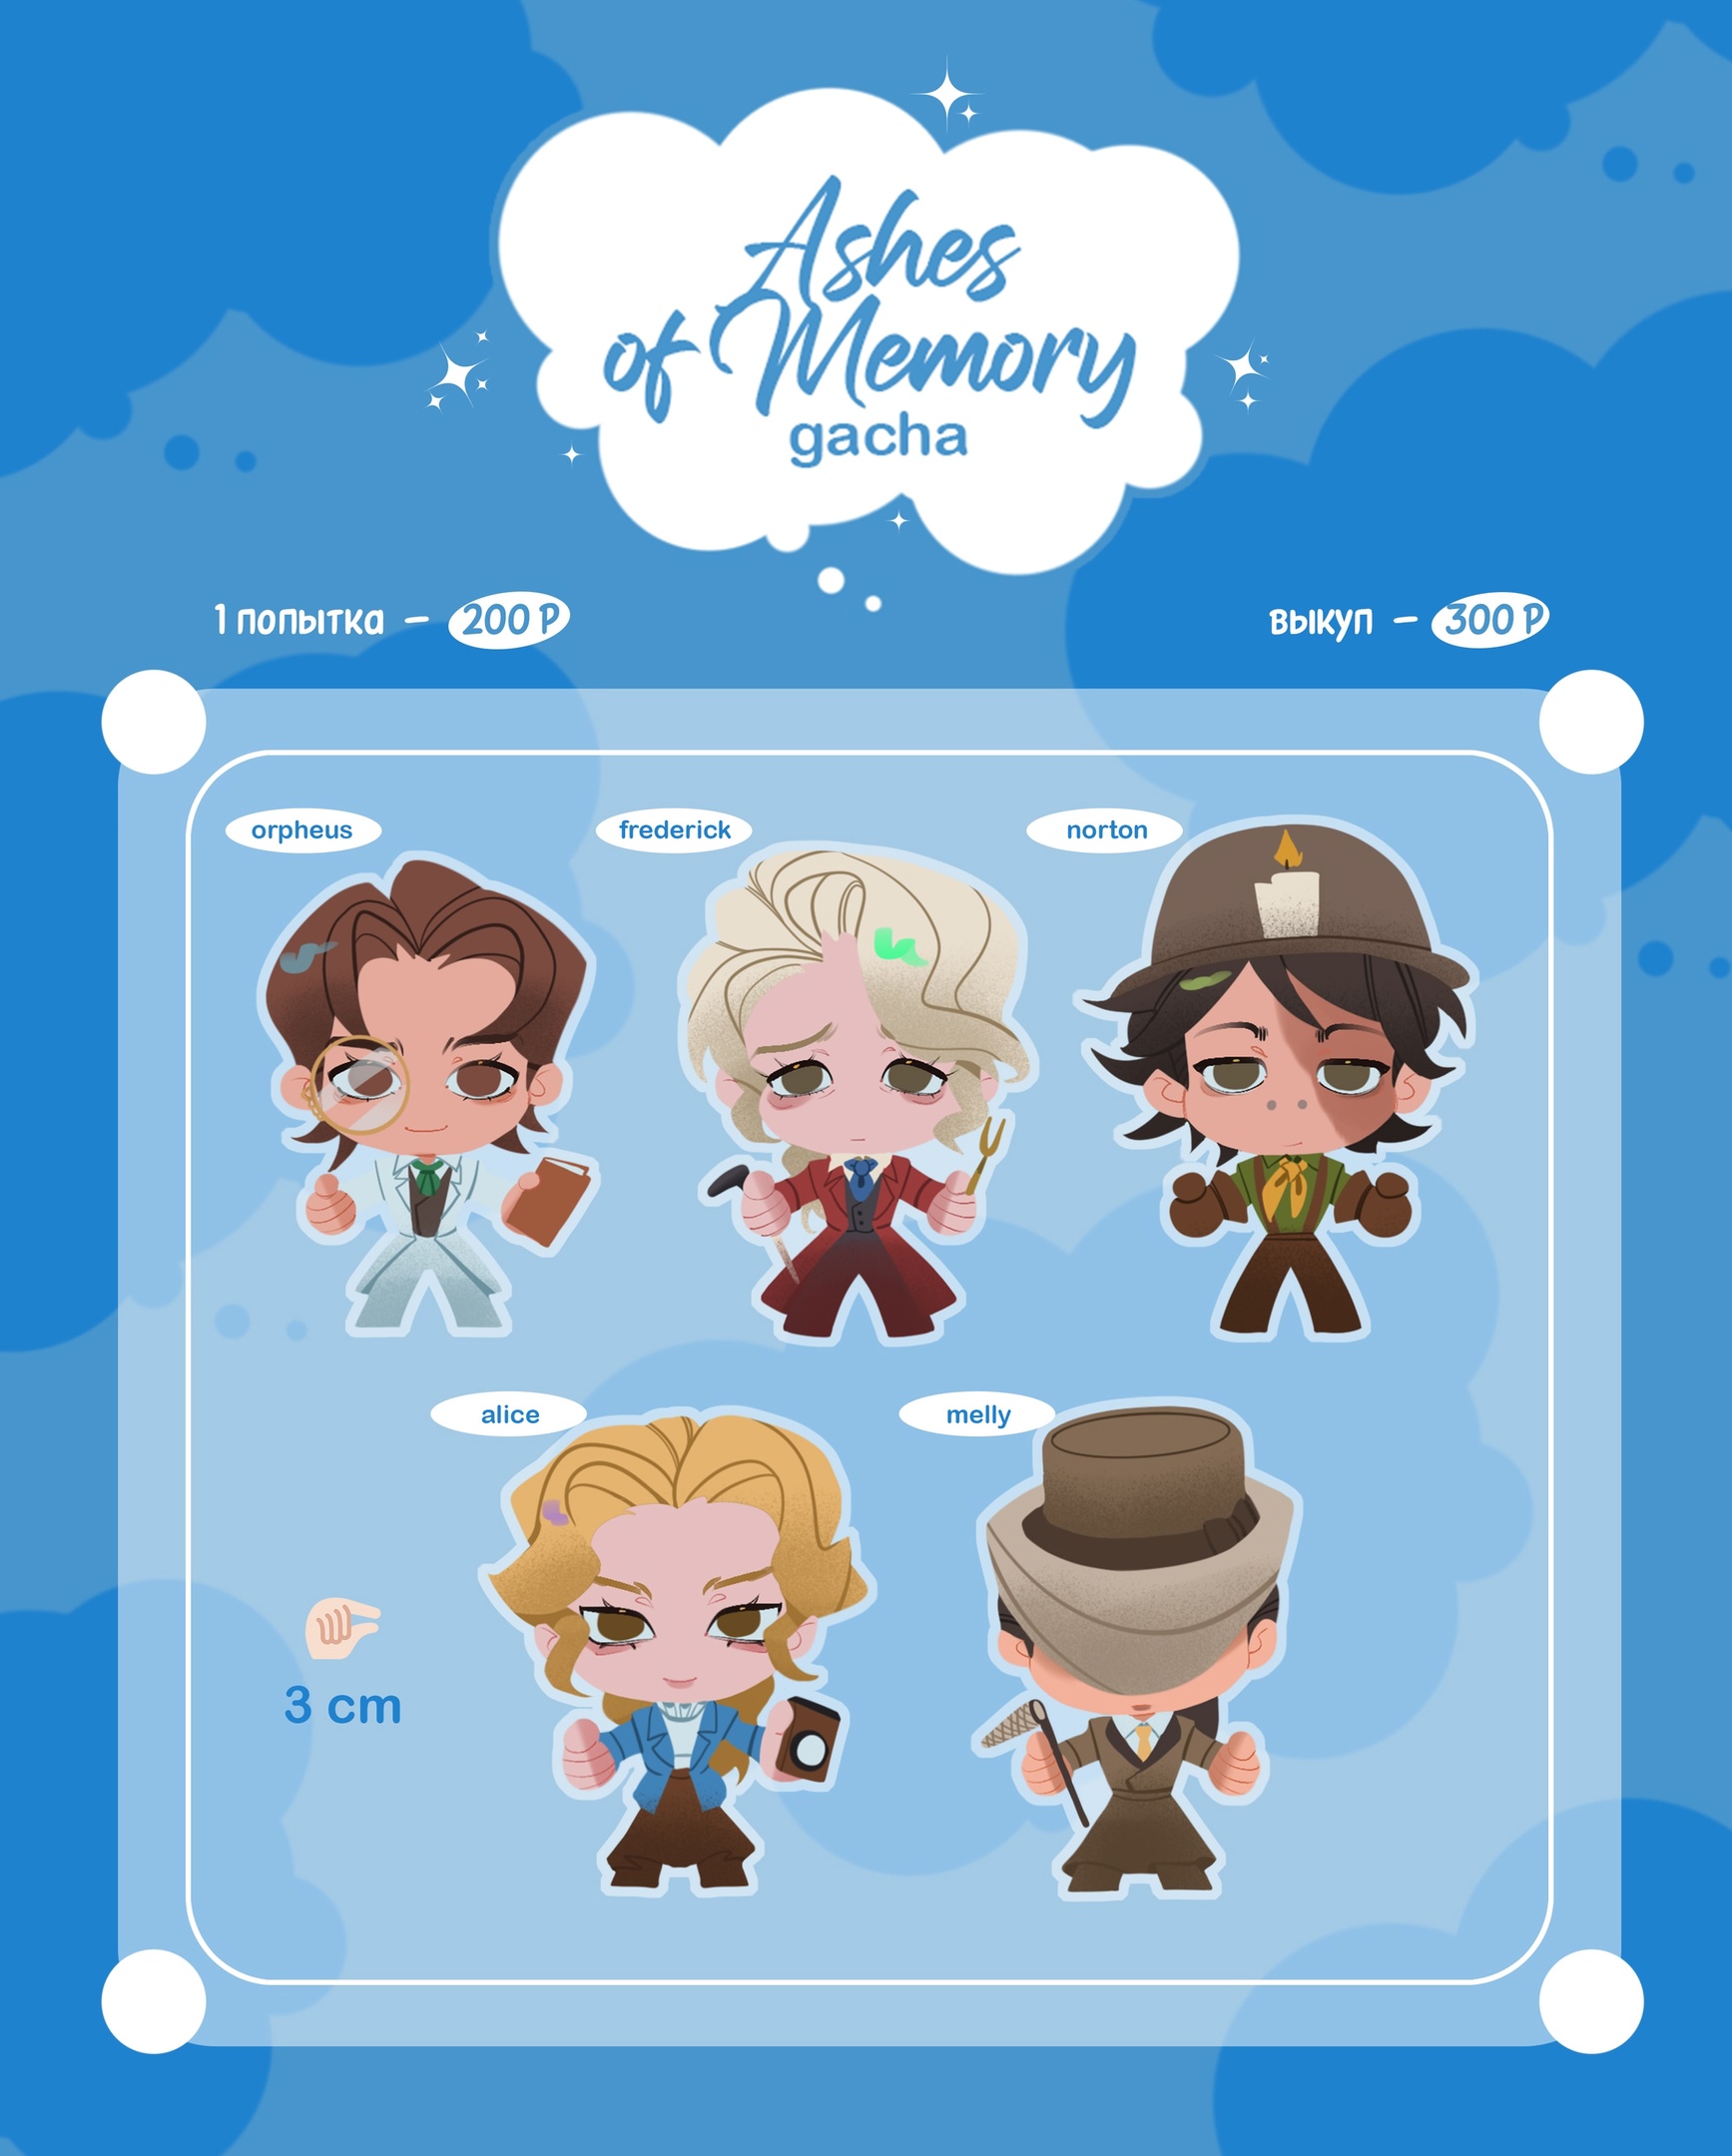 Ashes
of Memory
gacha
1 попытка — 200 ₽
выкуп — 300 ₽
orpheus
frederick
norton
alice
melly
3 cm